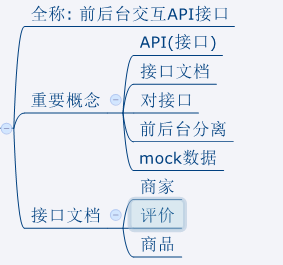 全称: 前后台交互API接口
API(接口)
接口文档
重要概念
对接口
前后台分离
mock数据
商家
接口文档
评价
商品